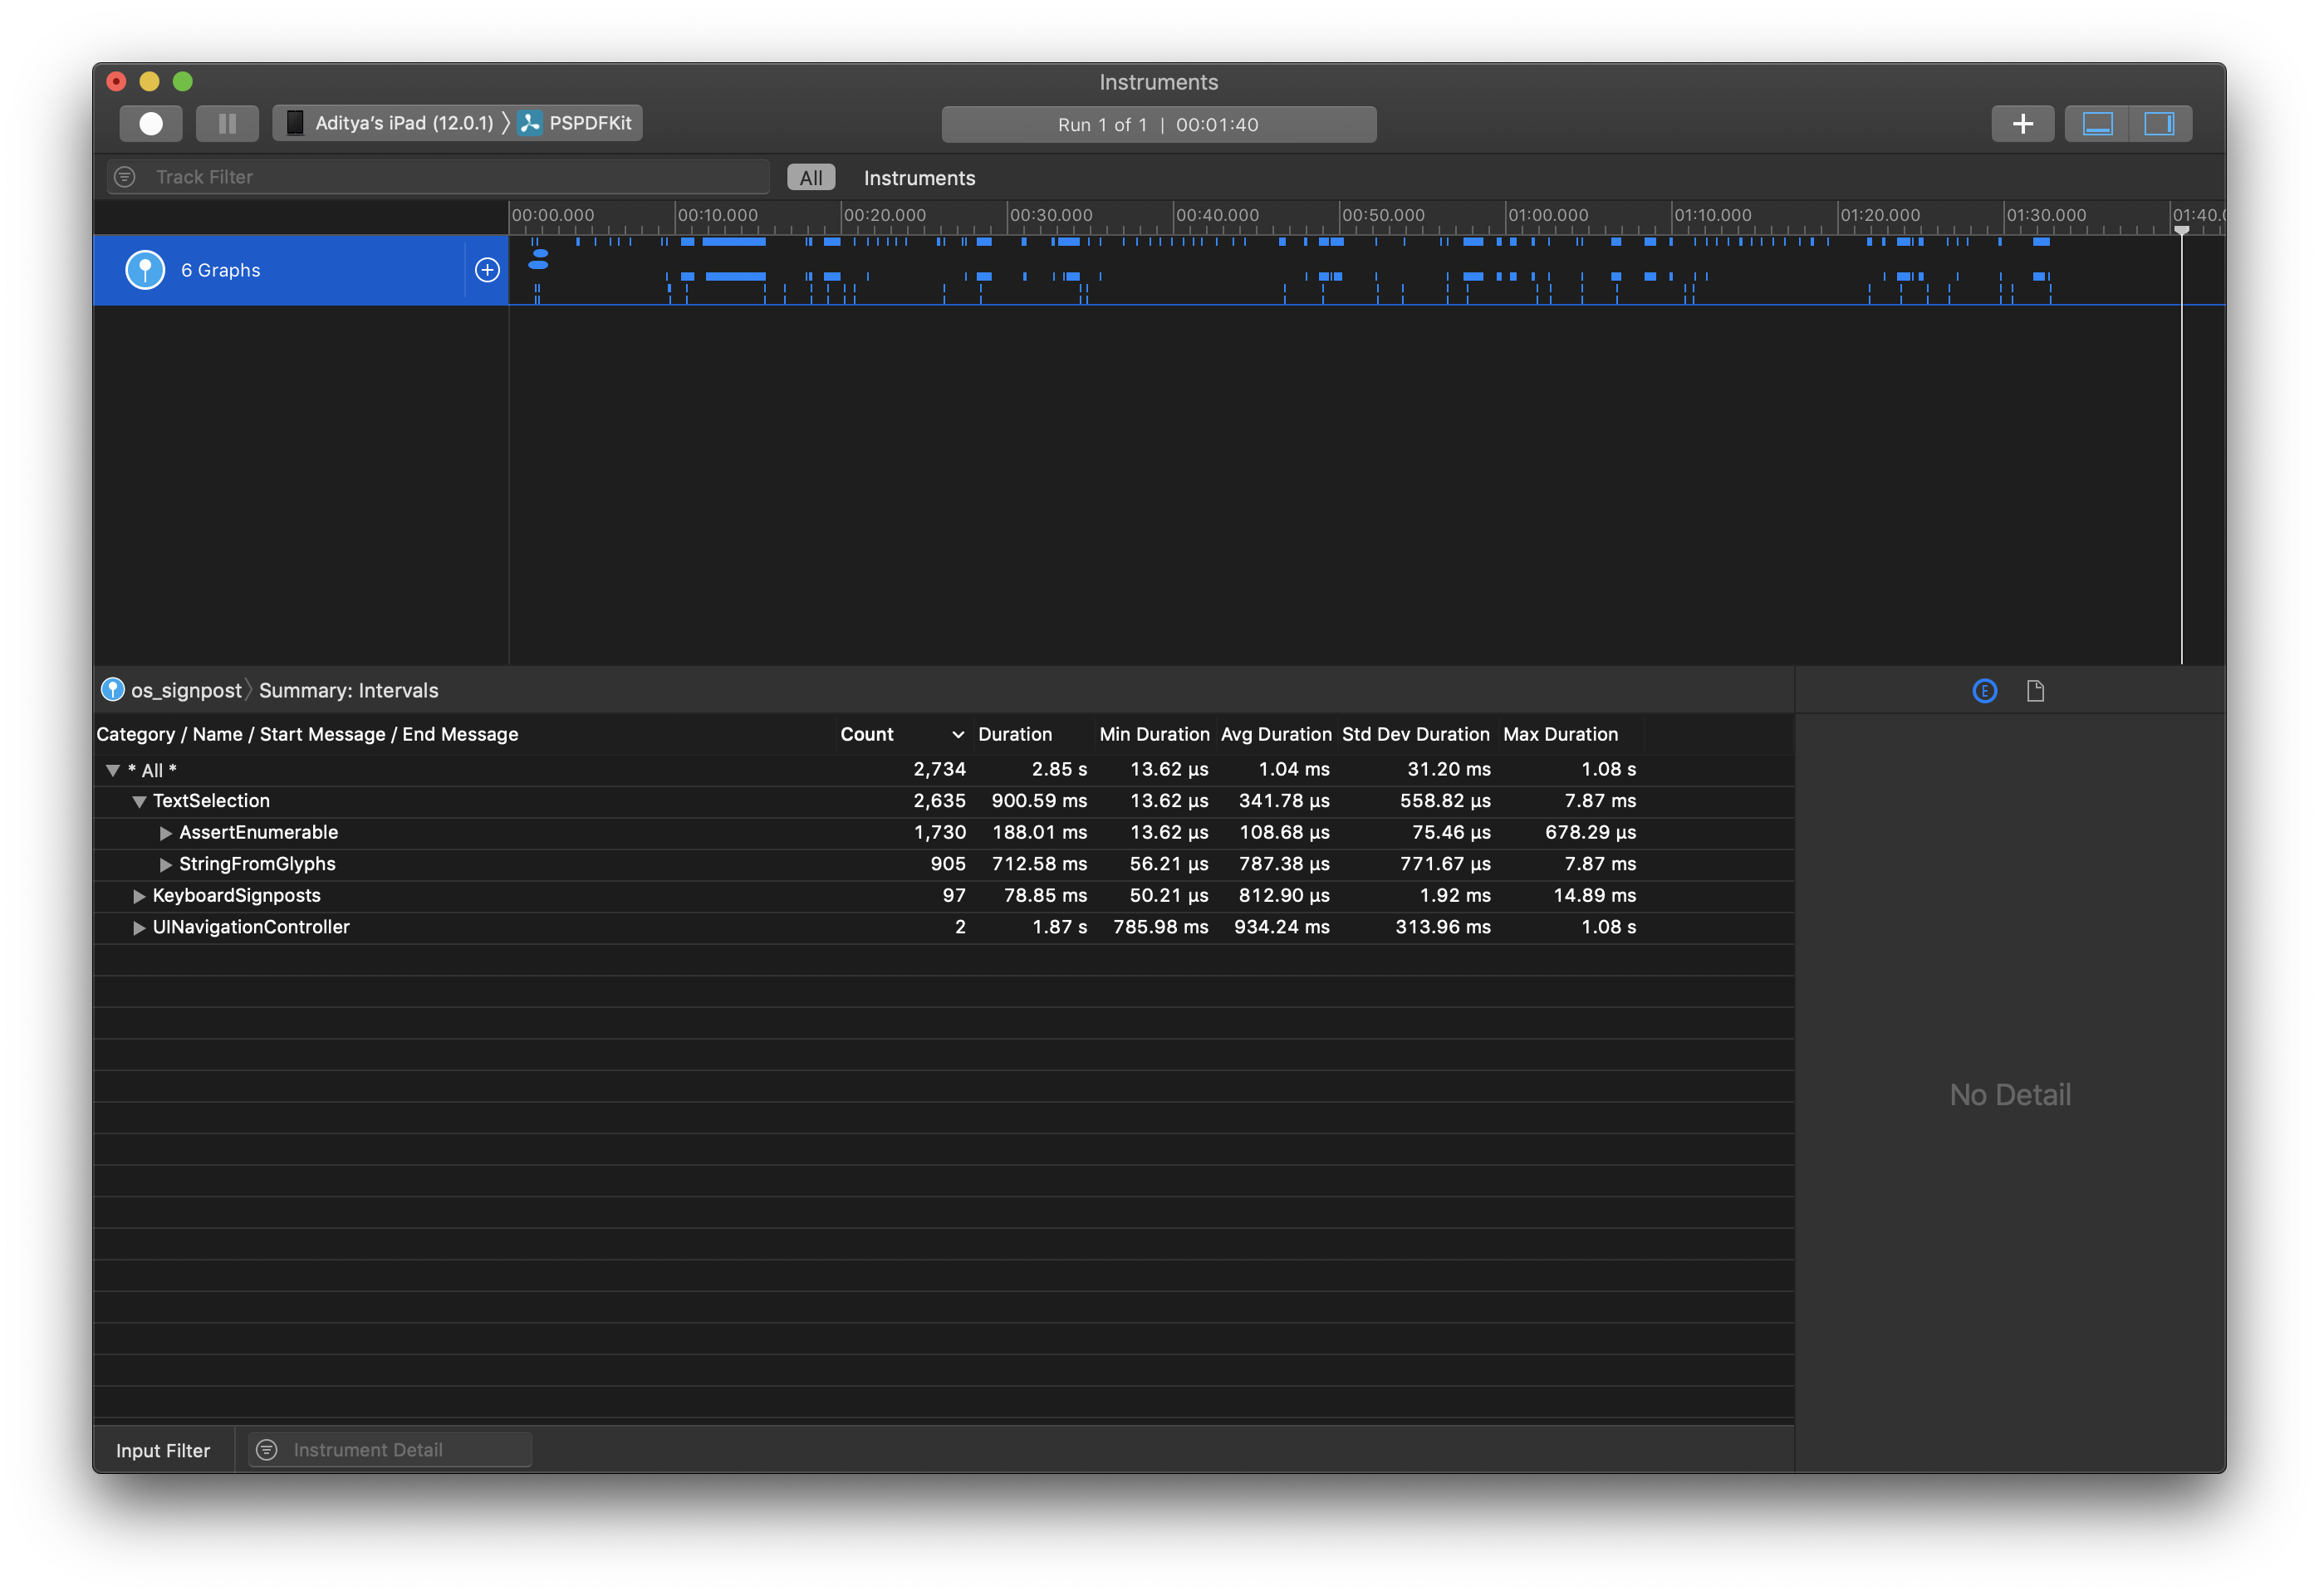 Instruments
Aditya’s iPad (12.0.1) PSPDFKit
Run 1 of 1 | 00:01:40
Track Filter
All Instruments
00:00.000 00:10.000 00:20.000 00:30.000 00:40.000 00:50.000 01:00.000 01:10.000 01:20.000 01:30.000 01:40.0
6 Graphs
os_signpost Summary: Intervals
E
Category / Name / Start Message / End Message Count Duration Min Duration Avg Duration Std Dev Duration Max Duration
* All * 2,734 2.85 s 13.62 µs 1.04 ms 31.20 ms 1.08 s
TextSelection 2,635 900.59 ms 13.62 µs 341.78 µs 558.82 µs 7.87 ms
AssertEnumerable 1,730 188.01 ms 13.62 µs 108.68 µs 75.46 µs 678.29 µs
StringFromGlyphs 905 712.58 ms 56.21 µs 787.38 µs 771.67 µs 7.87 ms
KeyboardSignposts 97 78.85 ms 50.21 µs 812.90 µs 1.92 ms 14.89 ms
UINavigationController 2 1.87 s 785.98 ms 934.24 ms 313.96 ms 1.08 s
No Detail
Input Filter Instrument Detail